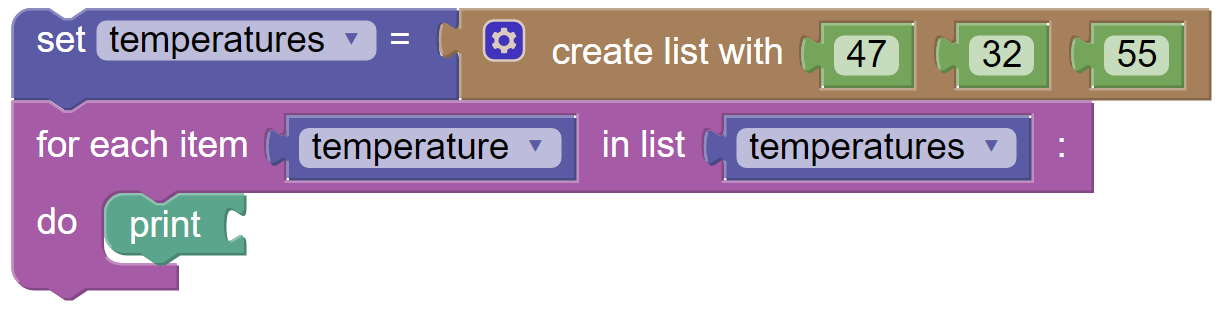 set temperatures = create list with 47 32 55
for each item temperature in list temperatures :
do print